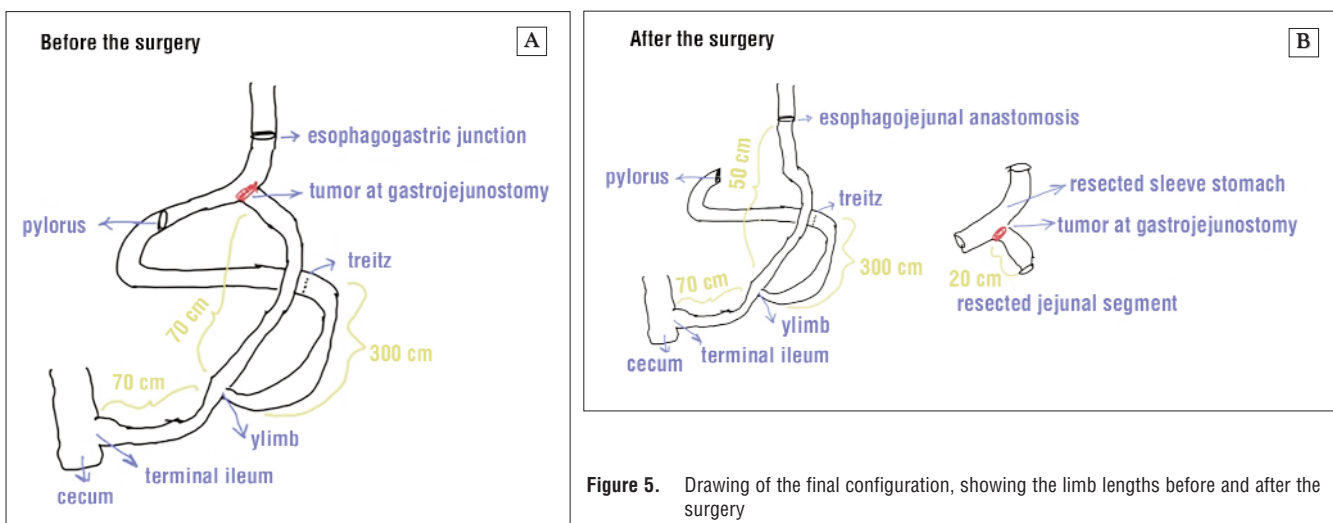 Before the surgery
A
esophagogastric junction
tumor at gastrojejunostomy
pylorus
treitz
70 cm
300 cm
70 cm
ylimb
terminal ileum
cecum
After the surgery
B
esophagojejunal anastomosis
50 cm
pylorus
resected sleeve stomach
treitz
tumor at gastrojejunostomy
300 cm
70 cm
20 cm
resected jejunal segment
ylimb
terminal ileum
cecum
Figure 5. Drawing of the final configuration, showing the limb lengths before and after the
surgery